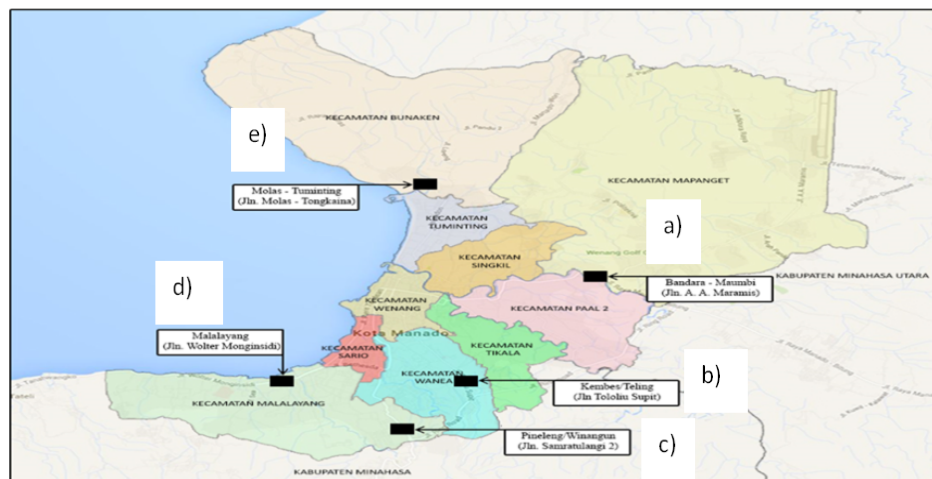 KECAMATAN BUNAKEN
e)
KECAMATAN MAPANGET
Molas - Tuminting
(Jln. Molas - Tongkaina)
KECAMATAN
TUMINTING
a)
KECAMATAN
SINGKIL
KABUPATEN MINAHASA UTARA
Bandara - Maumbi
(Jln. A. A. Maramis)
d)
KECAMATAN
WENANG
KECAMATAN PAAL 2
Kota Manado
Malalayang
(Jln. Wolter Monginsidi)
KECAMATAN
SARIO
KECAMATAN
TIKALA
KECAMATAN
WANEA
b)
Kembes/Teling
(Jln Tololiu Supit)
KECAMATAN MALALAYANG
Pineleng/Winangun
(Jln. Samratulangi 2)
c)
KABUPATEN MINAHASA